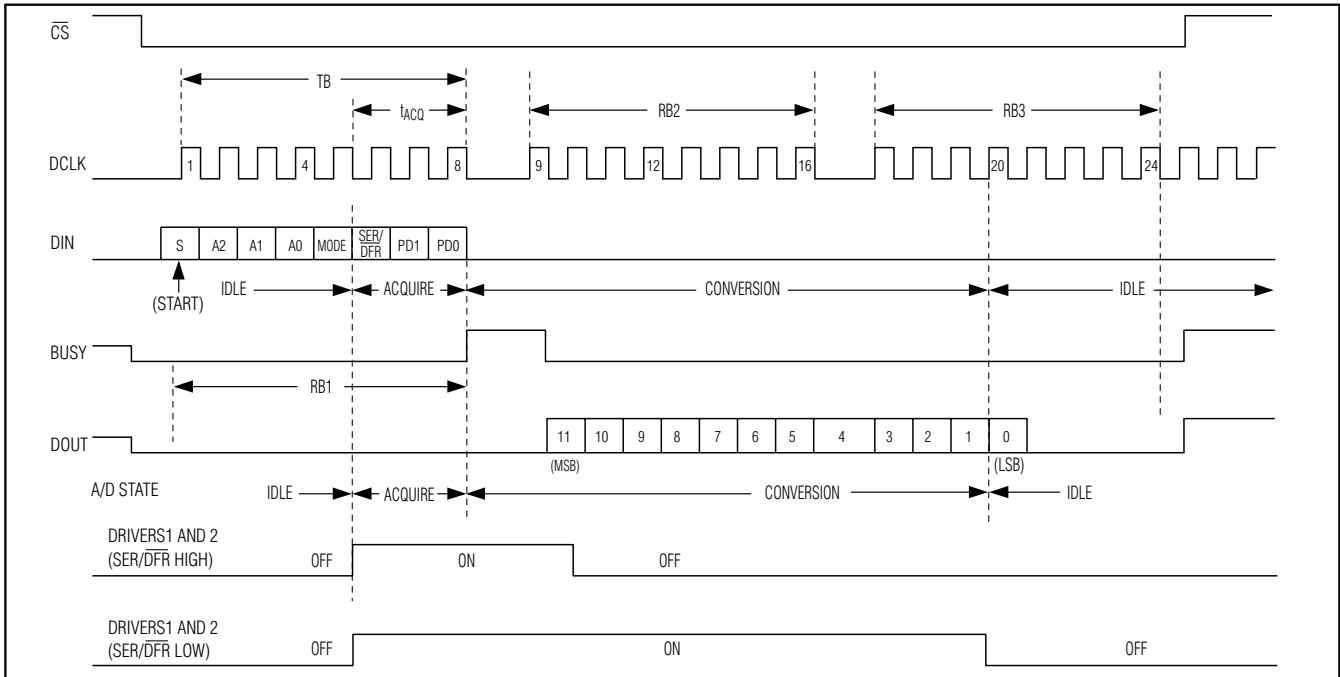 CS
TB
tACQ
RB2
RB3
DCLK
1 4 8 9 12 16 20 24
DIN
S A2 A1 A0 MODE SER/DFR PD1 PD0
(START)
IDLE ACQUIRE CONVERSION IDLE
BUSY
RB1
DOUT
11 10 9 8 7 6 5 4 3 2 1 0
(MSB) (LSB)
A/D STATE IDLE ACQUIRE CONVERSION IDLE
DRIVERS1 AND 2
(SER/DFR HIGH) OFF ON OFF
DRIVERS1 AND 2
(SER/DFR LOW) OFF ON OFF